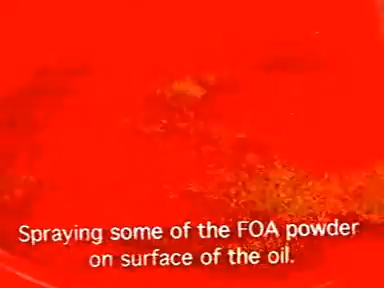 Spraying some of the FOA powder
on surface of the oil.